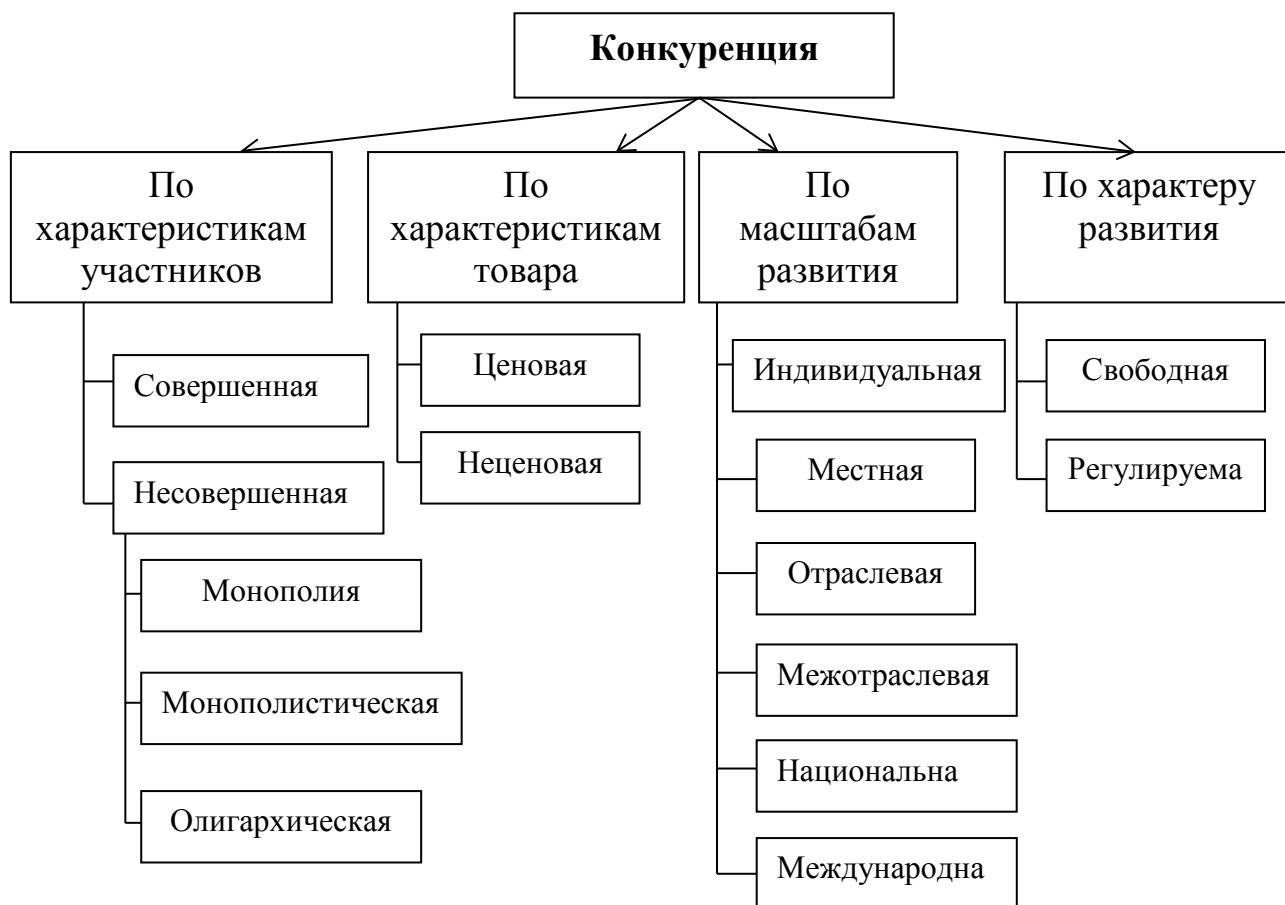 Конкуренция
По
характеристикам
участников
По
характеристикам
товара
По
масштабам
развития
По характеру
развития
Совершенная
Несовершенная
Монополия
Монополистическая
Олигархическая
Ценовая
Неценовая
Индивидуальная
Местная
Отраслевая
Межотраслевая
Национальна
Международна
Свободная
Регулируема